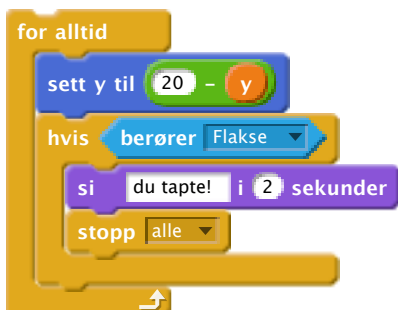 for alltid
sett y til 20 - y
hvis berører Flakse
si du tapte! i 2 sekunder
stopp alle